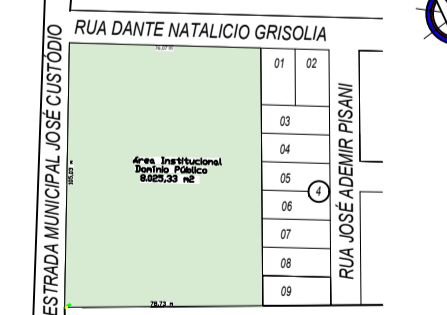 RUA DANTE NATALICIO GRISOLIA
ESTRADA MUNICIPAL JOSÉ CUSTÓDIO
01 02
03
Área Institucional
Domínio Público
8.025,33 m2
04
05
4
06
07
08
09
RUA JOSÉ ADEMIR PISANI
78,73 m